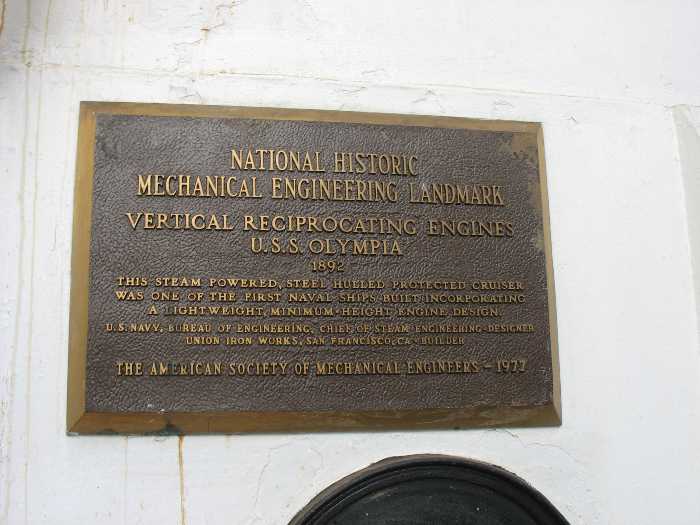 NATIONAL HISTORIC
MECHANICAL ENGINEERING LANDMARK
VERTICAL RECIPROCATING ENGINES
U.S.S. OLYMPIA
1892
THIS STEAM POWERED, STEEL HULLED PROTECTED CRUISER
WAS ONE OF THE FIRST NAVAL SHIPS BUILT INCORPORATING
A LIGHTWEIGHT, MINIMUM-HEIGHT ENGINE DESIGN.
U.S. NAVY, BUREAU OF ENGINEERING, CHIEF OF STEAM ENGINEERING-DESIGNER
UNION IRON WORKS, SAN FRANCISCO, CA-BUILDER
THE AMERICAN SOCIETY OF MECHANICAL ENGINEERS - 1977